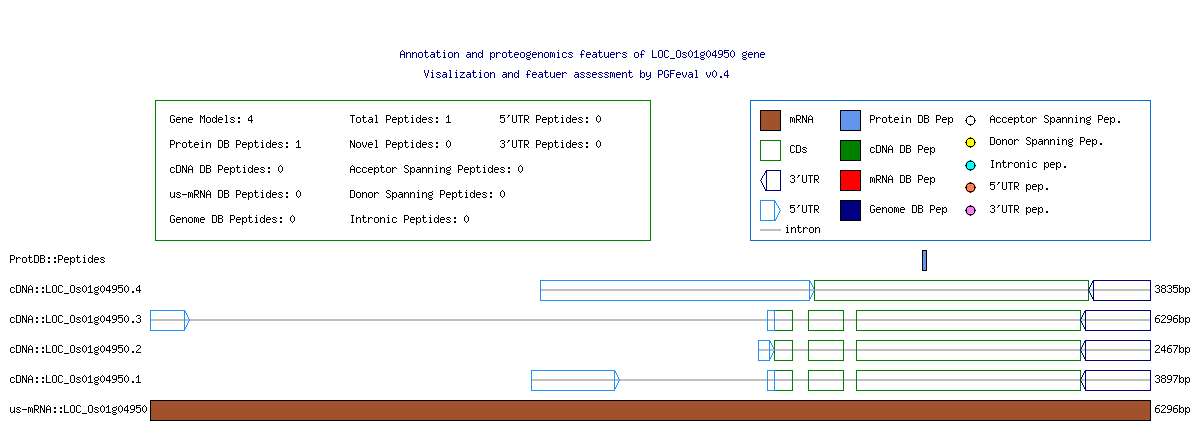 Annotation and proteogenomics featuers of LOC_Os01g04950 gene
Visalization and featuer assessment by PGFeval v0.4
Gene Models: 4 Total Peptides: 1 5'UTR Peptides: 0
Protein DB Peptides: 1 Novel Peptides: 0 3'UTR Peptides: 0
cDNA DB Peptides: 0 Acceptor Spanning Peptides: 0
us-mRNA DB Peptides: 0 Donor Spanning Peptides: 0
Genome DB Peptides: 0 Intronic Peptides: 0
mRNA Protein DB Pep Acceptor Spanning Pep.
CDs cDNA DB Pep Donor Spanning Pep.
3'UTR mRNA DB Pep Intronic pep.
5'UTR Genome DB Pep 5'UTR pep.
intron 3'UTR pep.
ProtDB::Peptides
cDNA::LOC_Os01g04950.4 3835bp
cDNA::LOC_Os01g04950.3 6296bp
cDNA::LOC_Os01g04950.2 2467bp
cDNA::LOC_Os01g04950.1 3897bp
us-mRNA::LOC_Os01g04950 6296bp